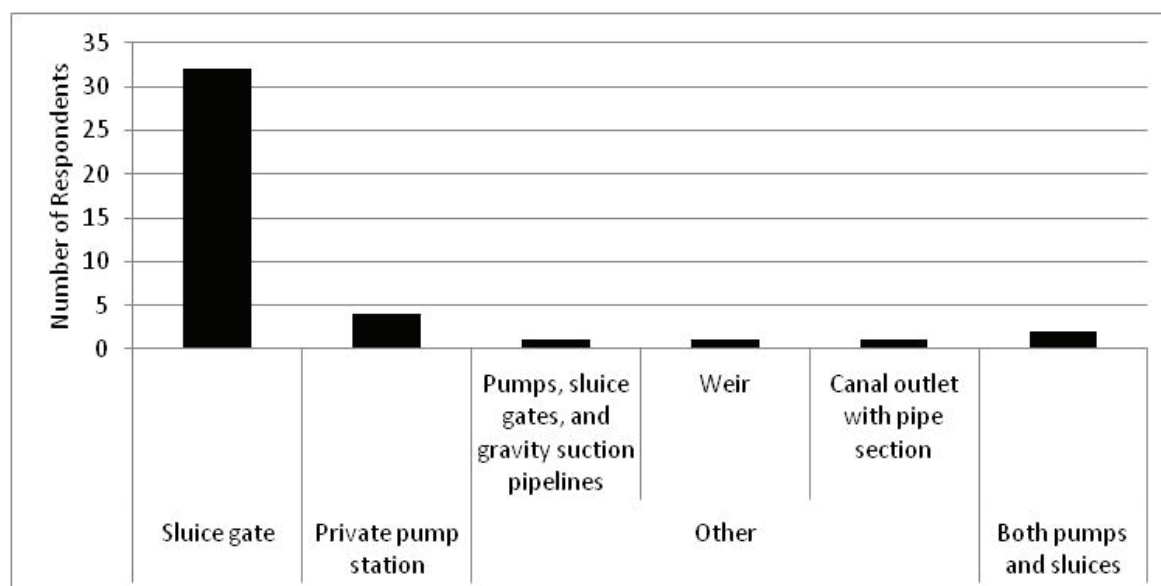 35
30
25
20
15
10
5
0
Number of Respondents
Pumps, sluice
gates, and
gravity suction
pipelines
Weir
Canal outlet
with pipe
section
Sluice gate
Private pump
station
Other
Both pumps
and sluices